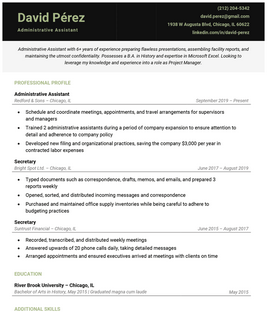 David Pérez
Administrative Assistant
(212) 204-5342
david.perez@gmail.com
1938 W Augusta Blvd, Chicago, IL, 60622
linkedin.com/in/david-perez
Administrative Assistant with 6+ years of experience preparing flawless presentations, assembling facility reports, and
maintaining the utmost confidentiality. Possesses a B.A. in History and expertise in Microsoft Excel. Looking to
leverage my knowledge and experience into a role as Project Manager.
PROFESSIONAL PROFILE
Administrative Assistant
Redford & Sons – Chicago, IL
September 2019 – Present
• Schedule and coordinate meetings, appointments, and travel arrangements for supervisors
and managers
• Trained 2 administrative assistants during a period of company expansion to ensure attention to
detail and adherence to company policy
• Developed new filing and organizational practices, saving the company $3,000 per year in
contracted labor expenses
Secretary
Bright Spot Ltd. – Chicago, IL
June 2017 – August 2019
• Typed documents such as correspondence, drafts, memos, and emails, and prepared 3
reports weekly
• Opened, sorted, and distributed incoming messages and correspondence
• Purchased and maintained office supply inventories while being careful to adhere to
budgeting practices
Secretary
Suntrust Financial – Chicago, IL
June 2015 – August 2017
• Recorded, transcribed, and distributed weekly meetings
• Answered upwards of 20 phone calls daily, taking detailed messages
• Arranged appointments and ensured executives arrived at meetings with clients on time
EDUCATION
River Brook University – Chicago, IL
Bachelor of Arts in History, May 2015 | Graduated magna cum laude
May 2015
ADDITIONAL SKILLS